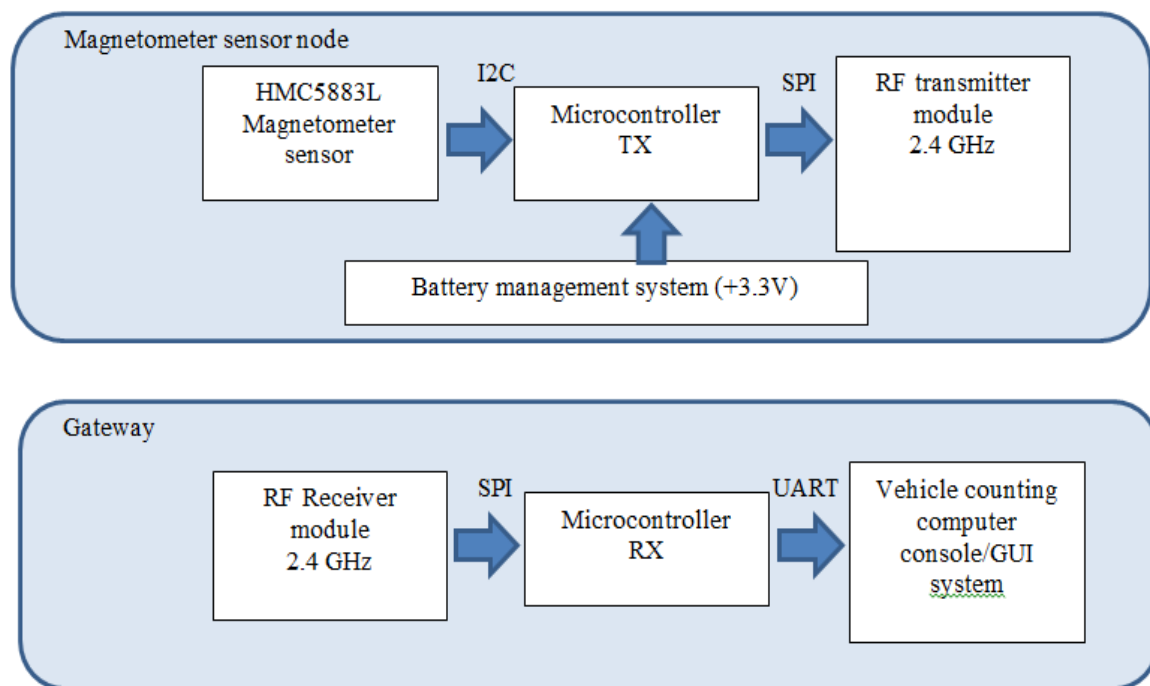 Magnetometer sensor node
HMC5883L
Magnetometer
sensor
I2C
Microcontroller
TX
SPI
RF transmitter
module
2.4 GHz
Battery management system (+3.3V)
Gateway
RF Receiver
module
2.4 GHz
SPI
Microcontroller
RX
UART
Vehicle counting
computer
console/GUI
system